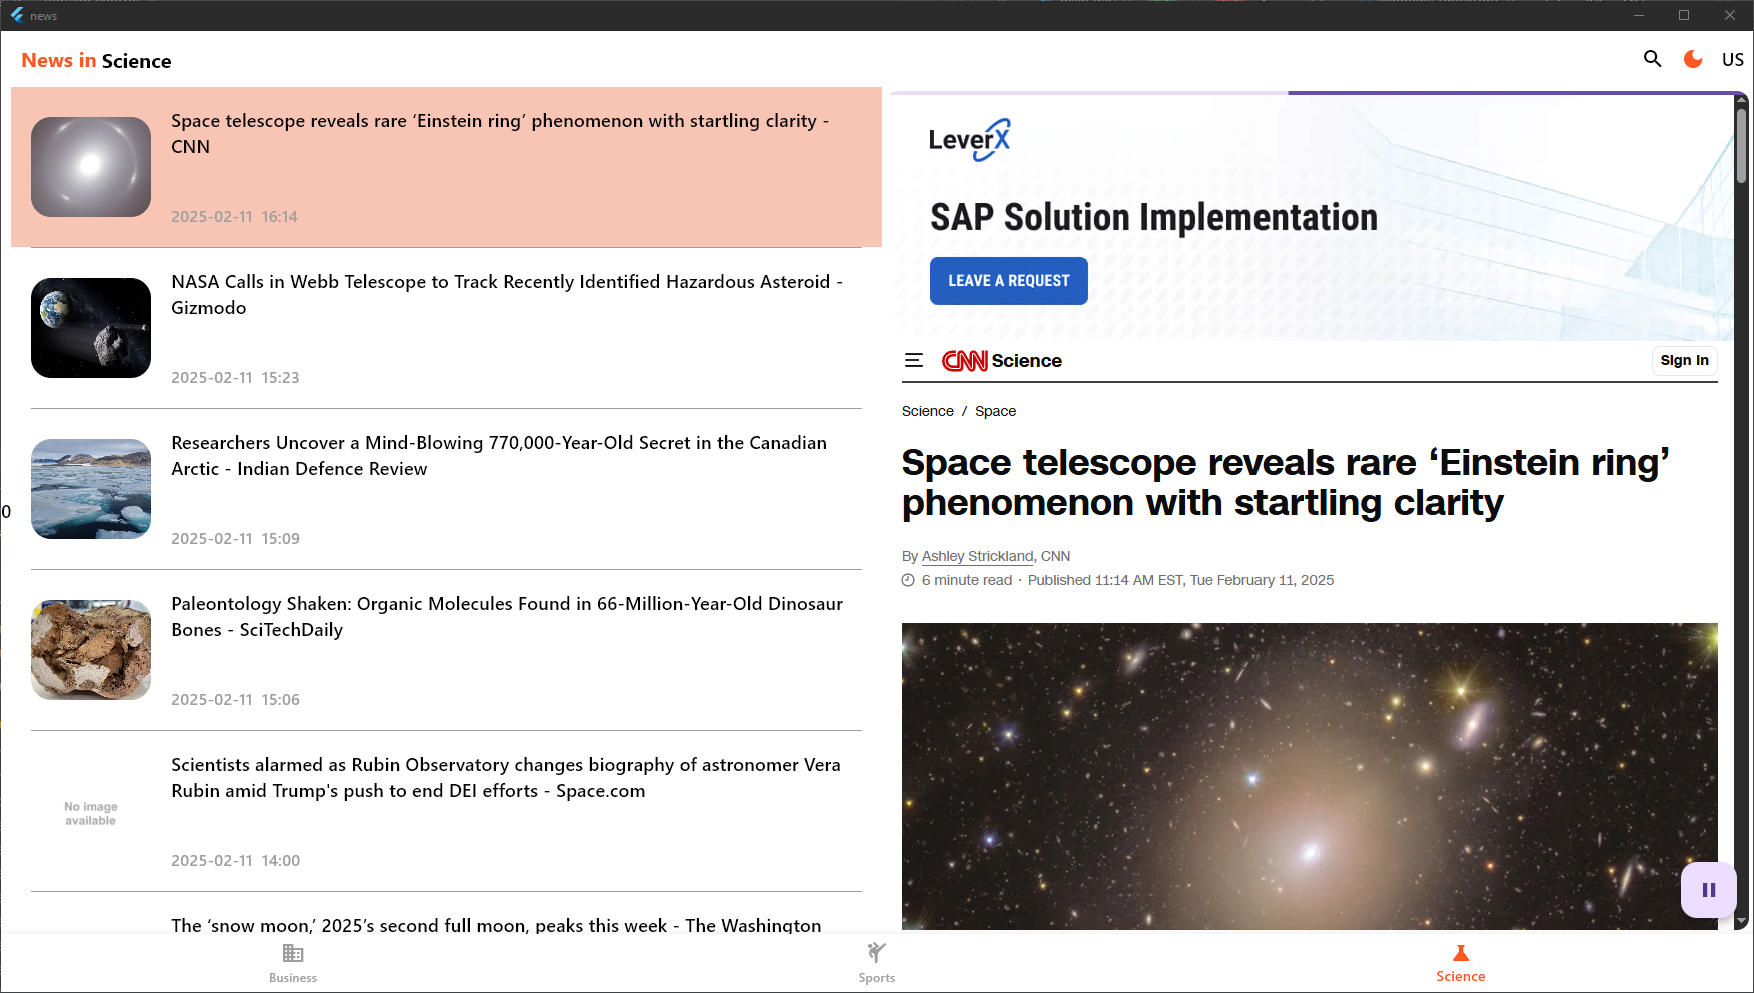 news
News in Science
US
Space telescope reveals rare ‘Einstein ring’ phenomenon with startling clarity -
CNN
2025-02-11 16:14
NASA Calls in Webb Telescope to Track Recently Identified Hazardous Asteroid -
Gizmodo
2025-02-11 15:23
Researchers Uncover a Mind-Blowing 770,000-Year-Old Secret in the Canadian
Arctic - Indian Defence Review
0
2025-02-11 15:09
Paleontology Shaken: Organic Molecules Found in 66-Million-Year-Old Dinosaur
Bones - SciTechDaily
2025-02-11 15:06
Scientists alarmed as Rubin Observatory changes biography of astronomer Vera
Rubin amid Trump's push to end DEI efforts - Space.com
No image
available
2025-02-11 14:00
The ‘snow moon,’ 2025’s second full moon, peaks this week - The Washington
LeverX
SAP Solution Implementation
LEAVE A REQUEST
CNN Science
Sign in
Science / Space
Space telescope reveals rare ‘Einstein ring’
phenomenon with startling clarity
By Ashley Strickland, CNN
6 minute read · Published 11:14 AM EST, Tue February 11, 2025
Business
Sports
Science